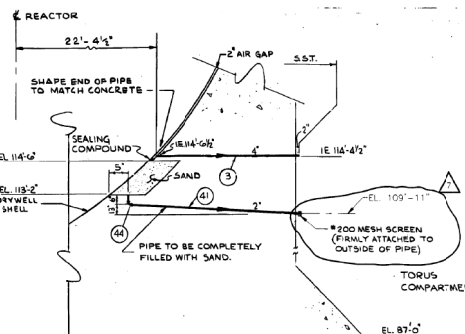 ℄ REACTOR
22'-4½"
2" AIR GAP
S.S.T.
SHAPE END OF PIPE
TO MATCH CONCRETE
2"
SEALING
COMPOUND
I.E. 114'-6½"
4"
I.E. 114'-4½"
EL. 114'-6"
3
5"
SAND
EL. 113'-2"
41
7
DRYWELL
SHELL
2"
EL. 109'-11"
44
#200 MESH SCREEN
(FIRMLY ATTACHED TO
OUTSIDE OF PIPE)
PIPE TO BE COMPLETELY
FILLED WITH SAND.
TORUS
COMPARTME
EL. 87'-0"